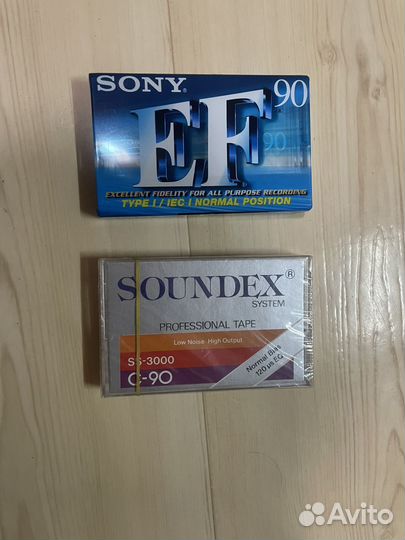 SONY
EF 90
90
EXCELLENT FIDELITY FOR ALL PURPOSE RECORDING
TYPE I / IEC I NORMAL POSITION
SOUNDEX®
SYSTEM
PROFESSIONAL TAPE
Low Noise High Output
SS-3000
C-90
Normal Bias
120 µs EQ
Avito